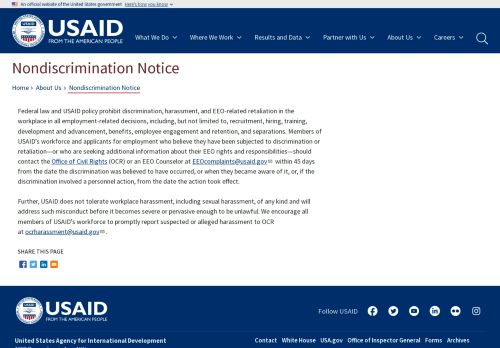 An official website of the United States government Here's how you know
USAID
FROM THE AMERICAN PEOPLE
What We Do
Where We Work
Results and Data
Partner with Us
About Us
Careers
Nondiscrimination Notice
Home › About Us › Nondiscrimination Notice
Federal law and USAID policy prohibit discrimination, harassment, and EEO-related retaliation in the
workplace in all employment-related decisions, including, but not limited to, recruitment, hiring, training,
development and advancement, benefits, employee engagement and retention, and separations. Members of
USAID's workforce and applicants for employment who believe they have been subjected to discrimination or
retaliation—or who are seeking additional information about their EEO rights and responsibilities—should
contact the Office of Civil Rights (OCR) or an EEO Counselor at EEOcomplaints@usaid.gov within 45 days
from the date the discrimination was believed to have occurred, or when they became aware of it, or, if the
discrimination involved a personnel action, from the date the action took effect.
Further, USAID does not tolerate workplace harassment, including sexual harassment, of any kind and will
address such misconduct before it becomes severe or pervasive enough to be unlawful. We encourage all
members of USAID's workforce to promptly report suspected or alleged harassment to OCR
at ocrharassment@usaid.gov.
SHARE THIS PAGE
USAID
FROM THE AMERICAN PEOPLE
Follow USAID
United States Agency for International Development
Contact White House USA.gov Office of Inspector General Forms Archives